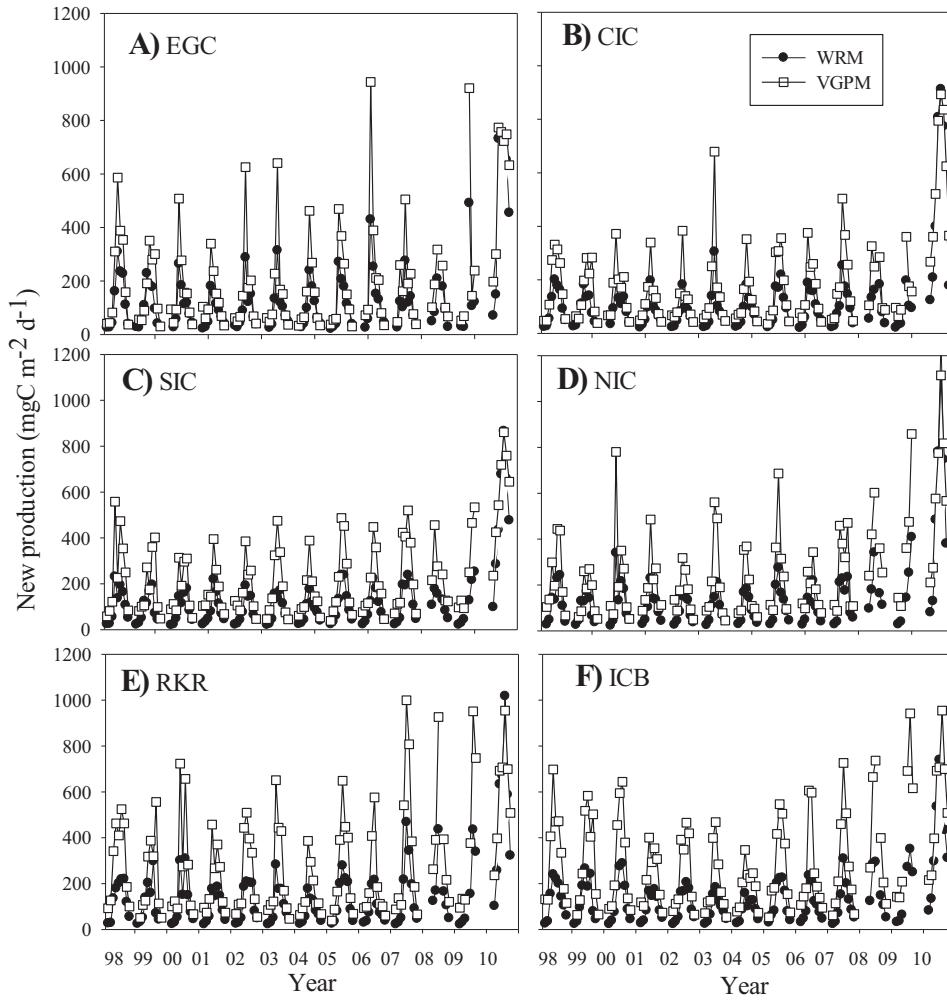 A) EGC
B) CIC
WRM
VGPM
1200
1000
800
600
400
200
0
C) SIC
D) NIC
1200
1000
800
600
400
200
0
E) RKR
F) ICB
1200
1000
800
600
400
200
0
New production (mgC m-2 d-1)
98 99 00 01 02 03 04 05 06 07 08 09 10
98 99 00 01 02 03 04 05 06 07 08 09 10
Year
Year